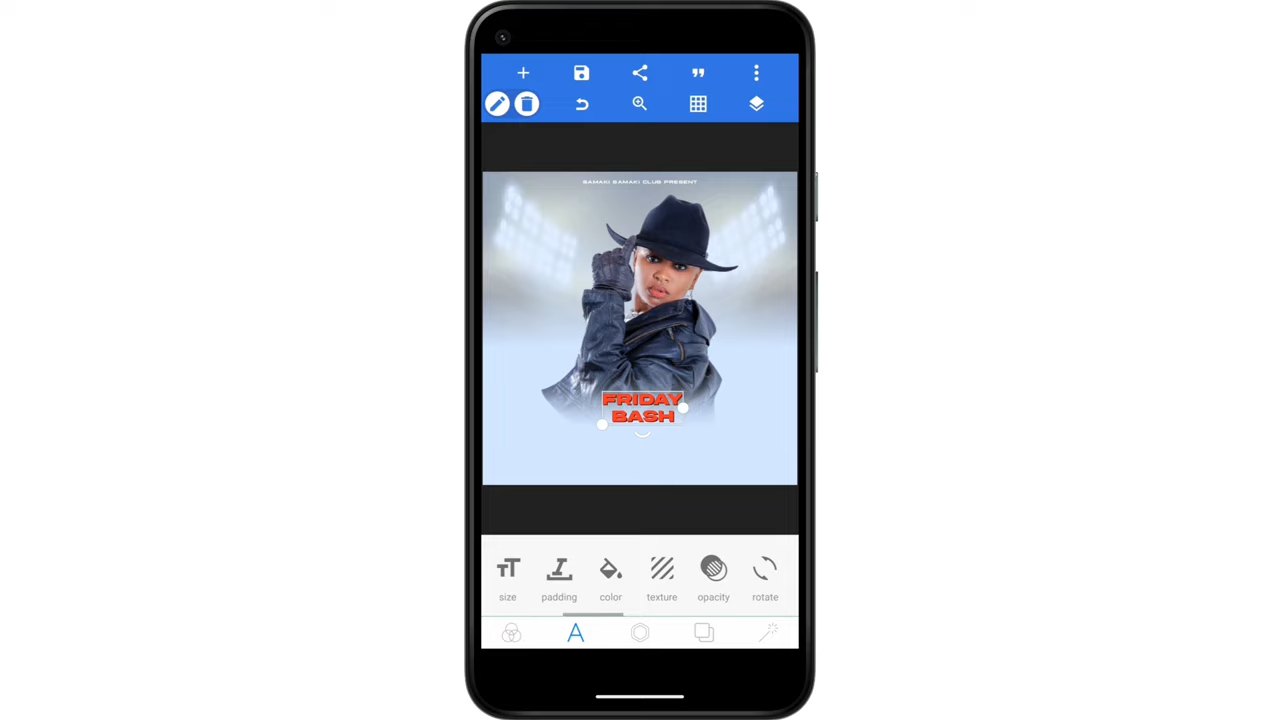 SAMAKI SAMAKI CLUB PRESENT
FRIDAY
BASH
size padding color texture opacity rotate